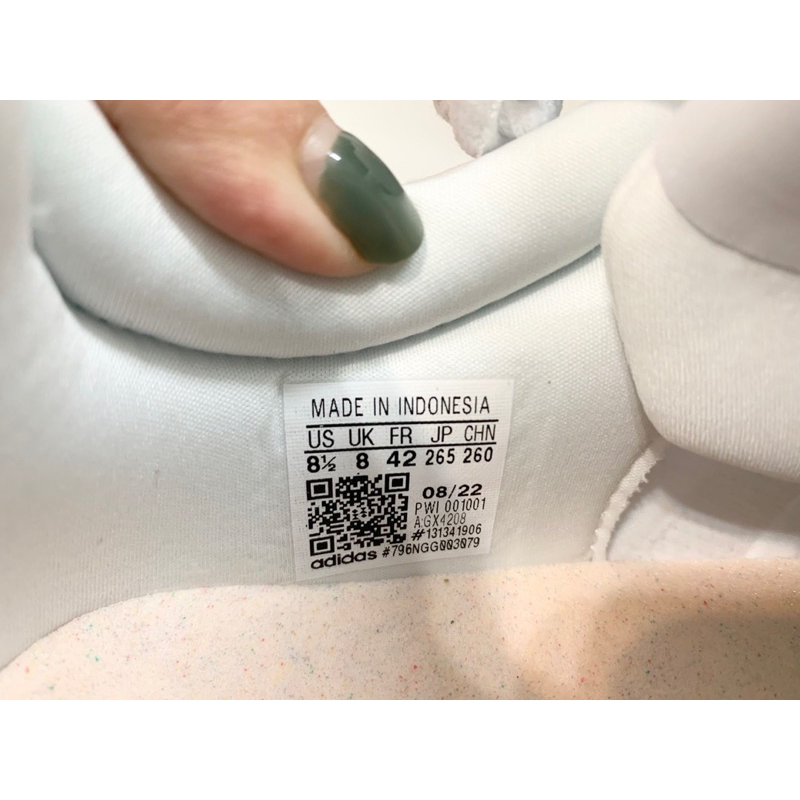 MADE IN INDONESIA
US UK FR JP CHN
8½ 8 42 265 260
08/22
PWI 001001
A:GX4208
#131341906
adidas #796NGG003079